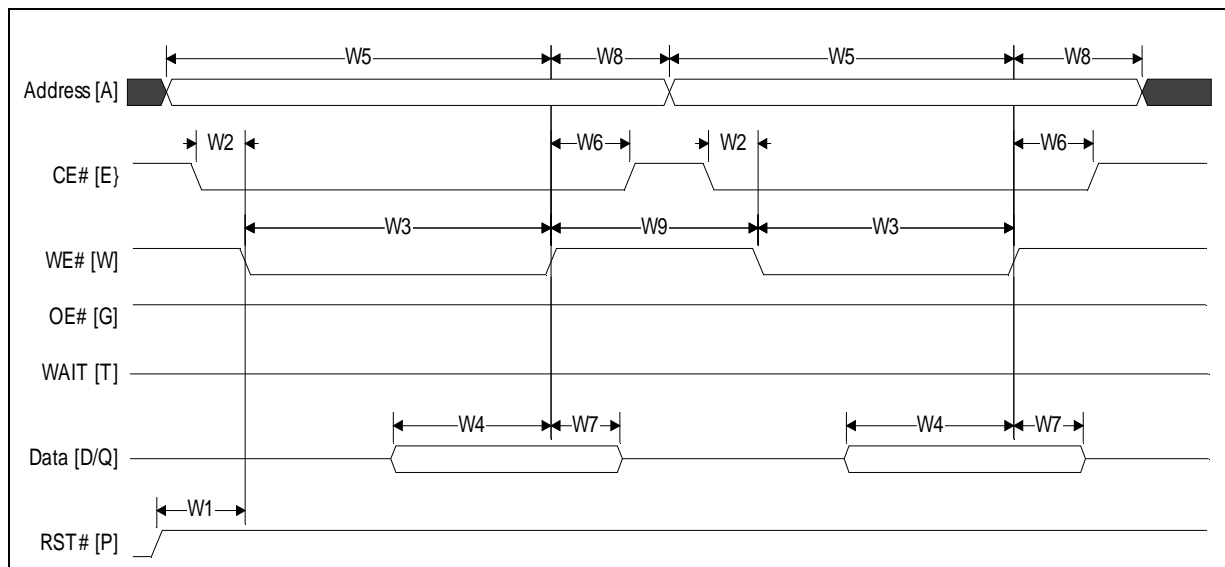 W5 W8 W5 W8
Address [A]
W2 W6 W2 W6
CE# [E}
W3 W9 W3
WE# [W]
OE# [G]
WAIT [T]
W4 W7 W4 W7
Data [D/Q]
W1
RST# [P]